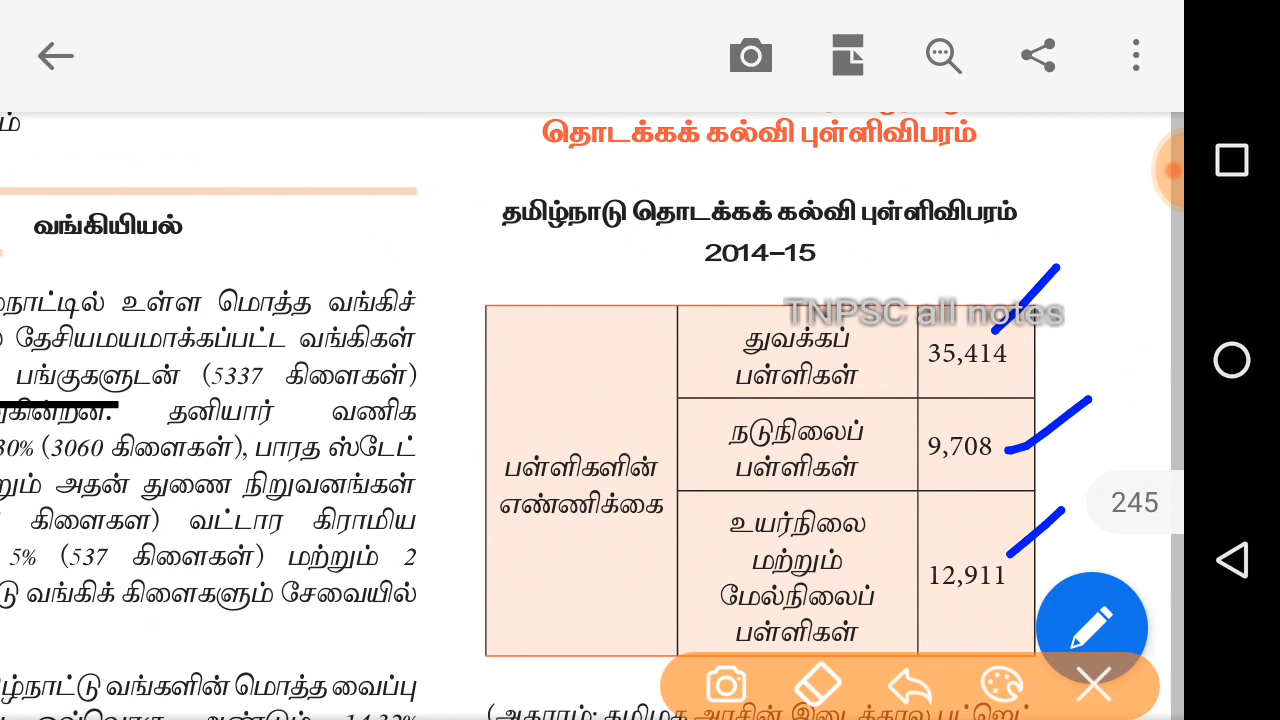 ம்
வங்கியியல்
நாட்டில் உள்ள மொத்த வங்கிச்
தேசியமயமாக்கப்பட்ட வங்கிகள்
பங்குகளுடன் (5337 கிளைகள்)
தனியார் வணிக
30% (3060 கிளைகள்), பாரத ஸ்டேட்
றும் அதன் துணை நிறுவனங்கள்
கிளைகள) வட்டார கிராமிய
5% (537 கிளைகள்) மற்றும் 2
டு வங்கிக் கிளைகளும் சேவையில்
ழ்நாட்டு வங்களின் மொத்த வைப்பு
தொடக்கக் கல்வி புள்ளிவிபரம்
தமிழ்நாடு தொடக்கக் கல்வி புள்ளிவிபரம்
2014–15
TNPSC all notes
பள்ளிகளின்
எண்ணிக்கை
துவக்கப்
பள்ளிகள்
35,414
நடுநிலைப்
பள்ளிகள்
9,708
உயர்நிலை
மற்றும்
மேல்நிலைப்
பள்ளிகள்
12,911
245